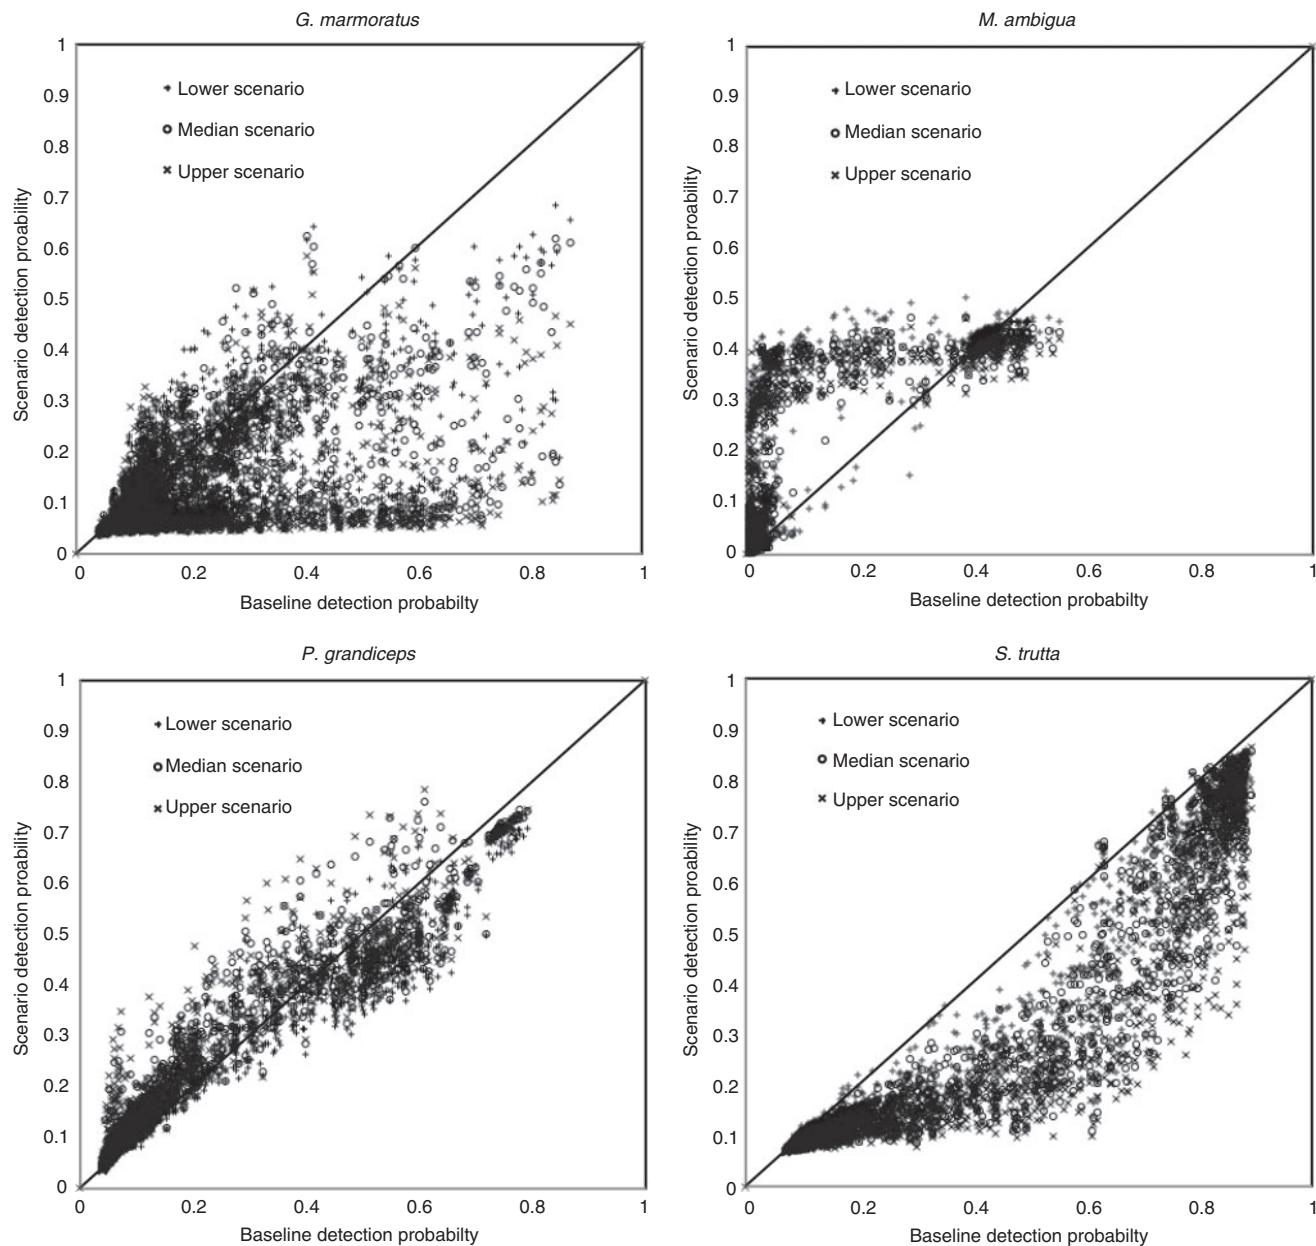 G. marmoratus
1
0.9
0.8
0.7
0.6
0.5
0.4
0.3
0.2
0.1
0
Scenario detection proability
Lower scenario
Median scenario
Upper scenario
0 0.2 0.4 0.6 0.8 1
Baseline detection probabilty
M. ambigua
1
0.9
0.8
0.7
0.6
0.5
0.4
0.3
0.2
0.1
0
Scenario detection proability
Lower scenario
Median scenario
Upper scenario
0 0.2 0.4 0.6 0.8 1
Baseline detection probabilty
P. grandiceps
1
0.9
0.8
0.7
0.6
0.5
0.4
0.3
0.2
0.1
0
Scenario detection proability
Lower scenario
Median scenario
Upper scenario
0 0.2 0.4 0.6 0.8 1
Baseline detection probabilty
S. trutta
1
0.9
0.8
0.7
0.6
0.5
0.4
0.3
0.2
0.1
0
Scenario detection proability
Lower scenario
Median scenario
Upper scenario
0 0.2 0.4 0.6 0.8 1
Baseline detection probabilty